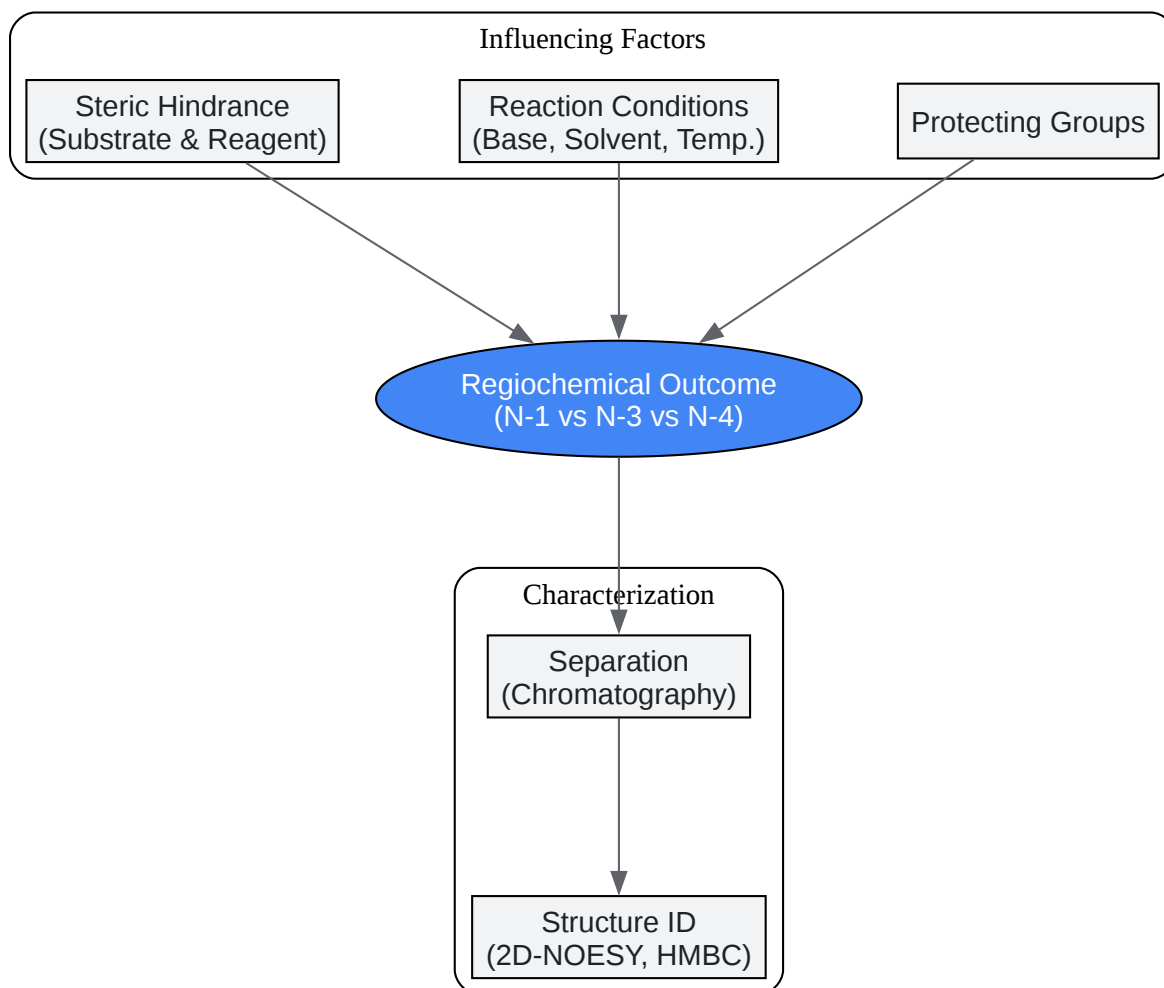 Influencing Factors
Steric Hindrance
(Substrate & Reagent)
Reaction Conditions
(Base, Solvent, Temp.)
Protecting Groups
Regiochemical Outcome
(N-1 vs N-3 vs N-4)
Characterization
Separation
(Chromatography)
Structure ID
(2D-NOESY, HMBC)